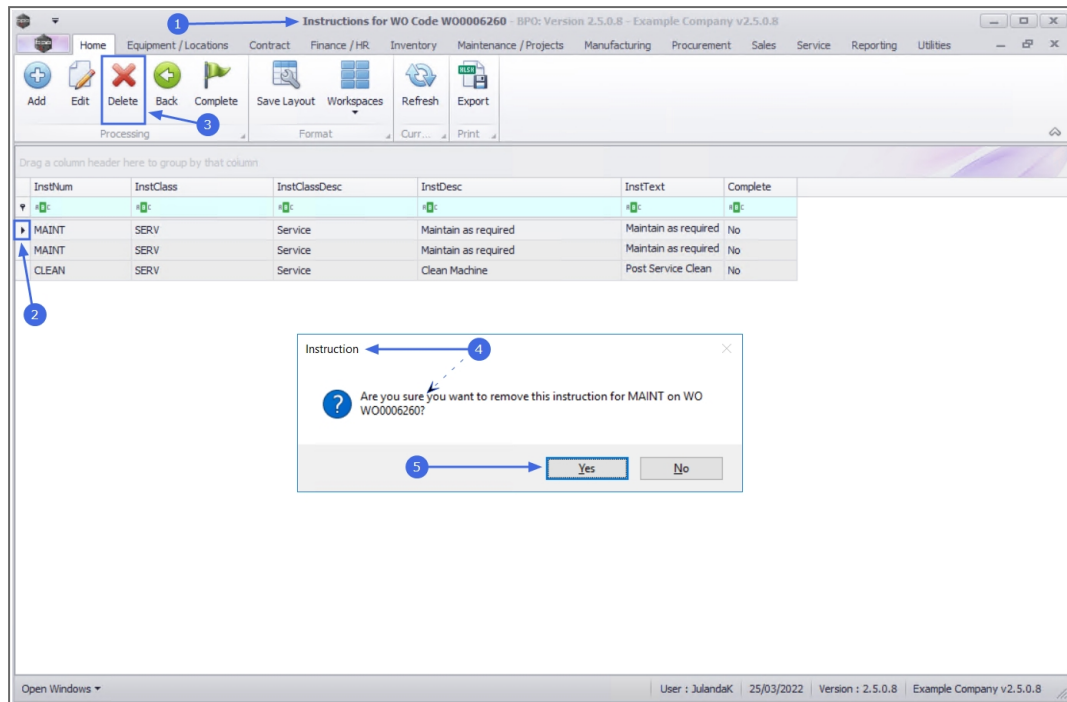 1
Instructions for WO Code WO0006260 - BPO: Version 2.5.0.8 - Example Company v2.5.0.8
Home Equipment / Locations Contract Finance / HR Inventory Maintenance / Projects Manufacturing Procurement Sales Service Reporting Utilities
Add Edit Delete Back Complete Save Layout Workspaces Refresh Export
3
Processing Format Curr... Print
Drag a column header here to group by that column
InstNum InstClass InstClassDesc InstDesc InstText Complete
MAINT SERV Service Maintain as required Maintain as required No
MAINT SERV Service Maintain as required Maintain as required No
CLEAN SERV Service Clean Machine Post Service Clean No
2
Instruction
4
Are you sure you want to remove this instruction for MAINT on WO
WO0006260?
5
Yes No
Open Windows User : JulandaK 25/03/2022 Version : 2.5.0.8 Example Company v2.5.0.8